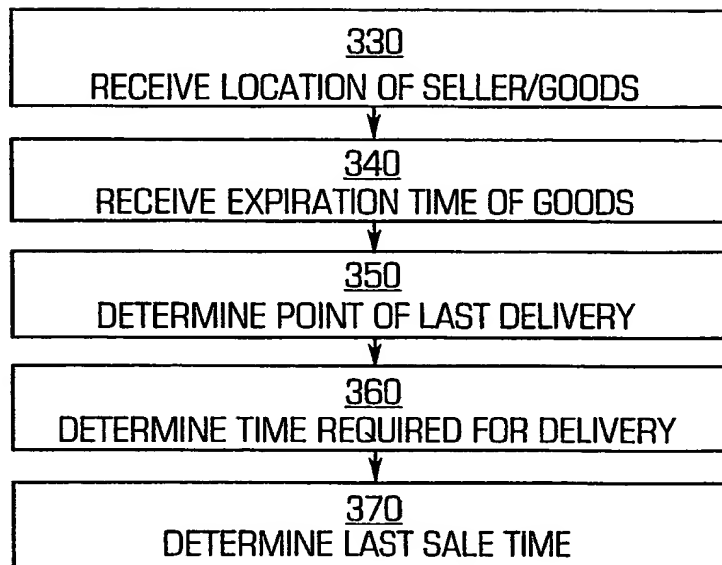 330
RECEIVE LOCATION OF SELLER/GOODS
340
RECEIVE EXPIRATION TIME OF GOODS
350
DETERMINE POINT OF LAST DELIVERY
360
DETERMINE TIME REQUIRED FOR DELIVERY
370
DETERMINE LAST SALE TIME